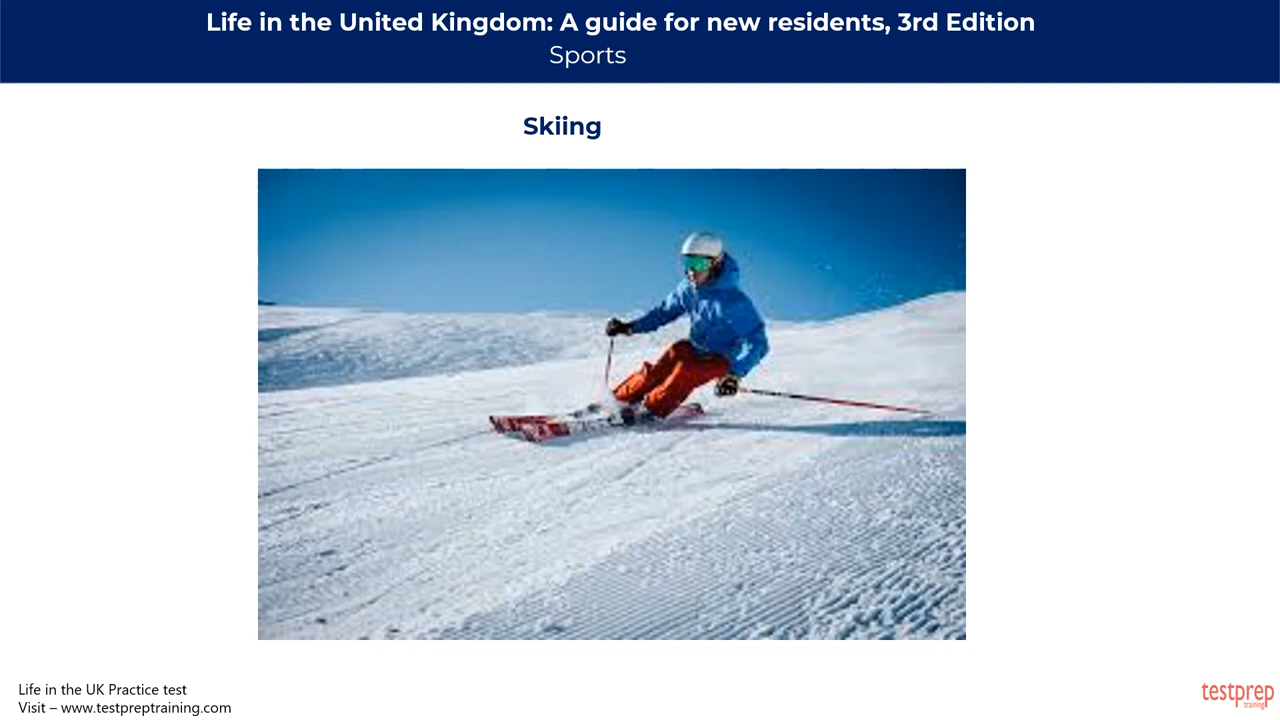 Life in the United Kingdom: A guide for new residents, 3rd Edition
Sports
Skiing
Life in the UK Practice test
Visit – www.testpreptraining.com
testprep
training